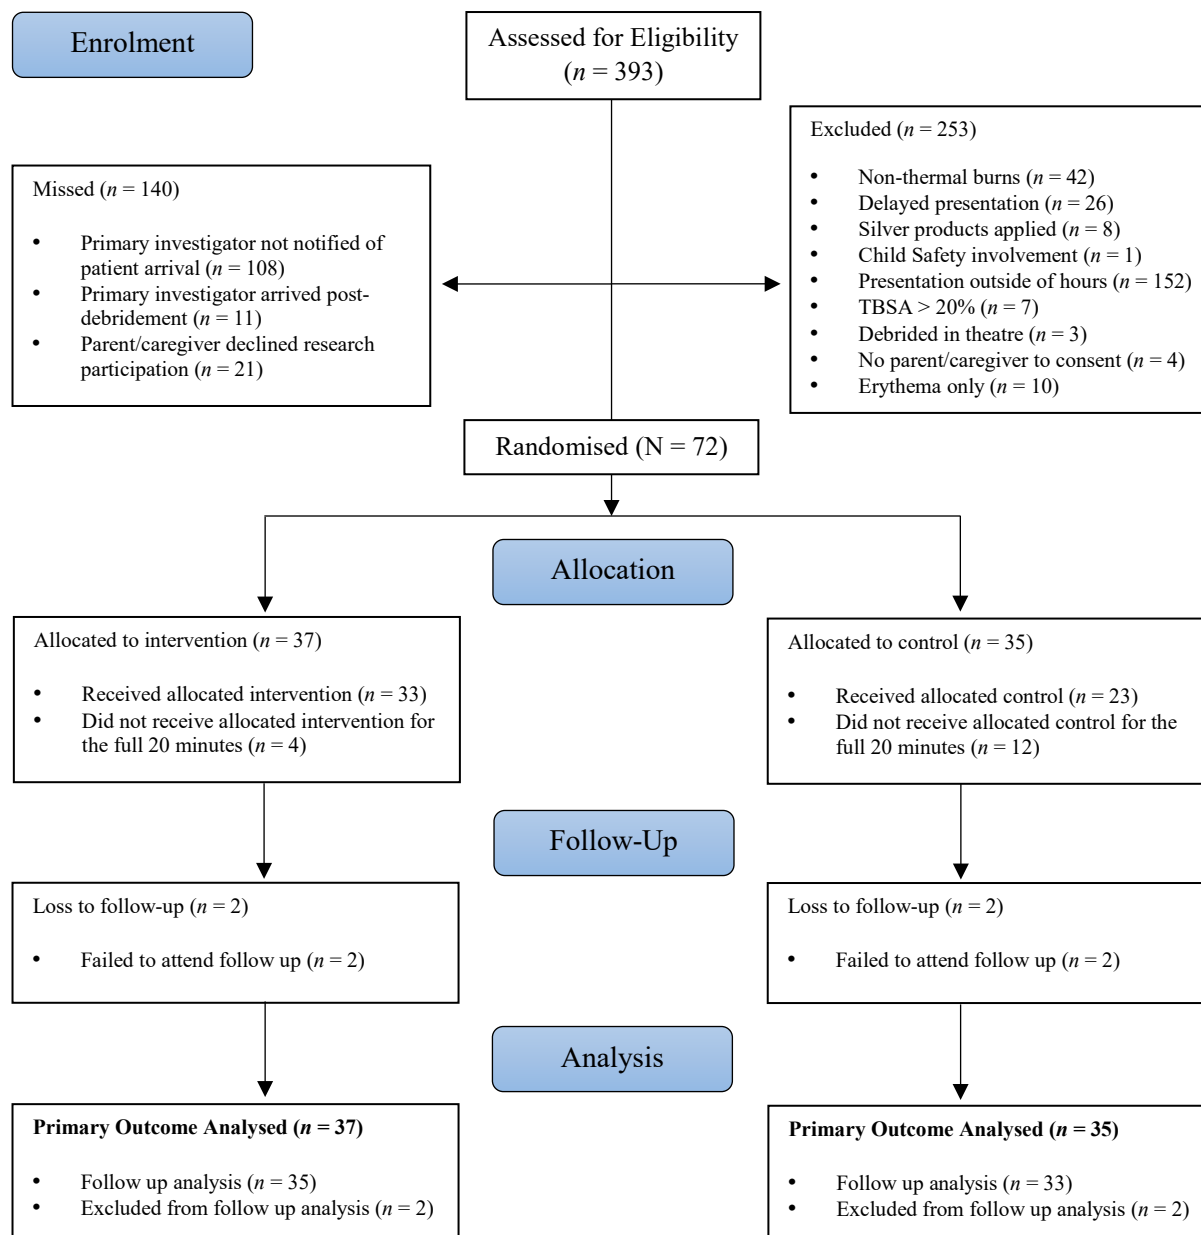 Enrolment
Assessed for Eligibility
(n = 393)
Missed (n = 140)
• Primary investigator not notified of
patient arrival (n = 108)
• Primary investigator arrived post-
debridement (n = 11)
• Parent/caregiver declined research
participation (n = 21)
Excluded (n = 253)
• Non-thermal burns (n = 42)
• Delayed presentation (n = 26)
• Silver products applied (n = 8)
• Child Safety involvement (n = 1)
• Presentation outside of hours (n = 152)
• TBSA > 20% (n = 7)
• Debrided in theatre (n = 3)
• No parent/caregiver to consent (n = 4)
• Erythema only (n = 10)
Randomised (N = 72)
Allocation
Allocated to intervention (n = 37)
• Received allocated intervention (n = 33)
• Did not receive allocated intervention for
the full 20 minutes (n = 4)
Allocated to control (n = 35)
• Received allocated control (n = 23)
• Did not receive allocated control for the
full 20 minutes (n = 12)
Follow-Up
Loss to follow-up (n = 2)
• Failed to attend follow up (n = 2)
Loss to follow-up (n = 2)
• Failed to attend follow up (n = 2)
Analysis
Primary Outcome Analysed (n = 37)
• Follow up analysis (n = 35)
• Excluded from follow up analysis (n = 2)
Primary Outcome Analysed (n = 35)
• Follow up analysis (n = 33)
• Excluded from follow up analysis (n = 2)